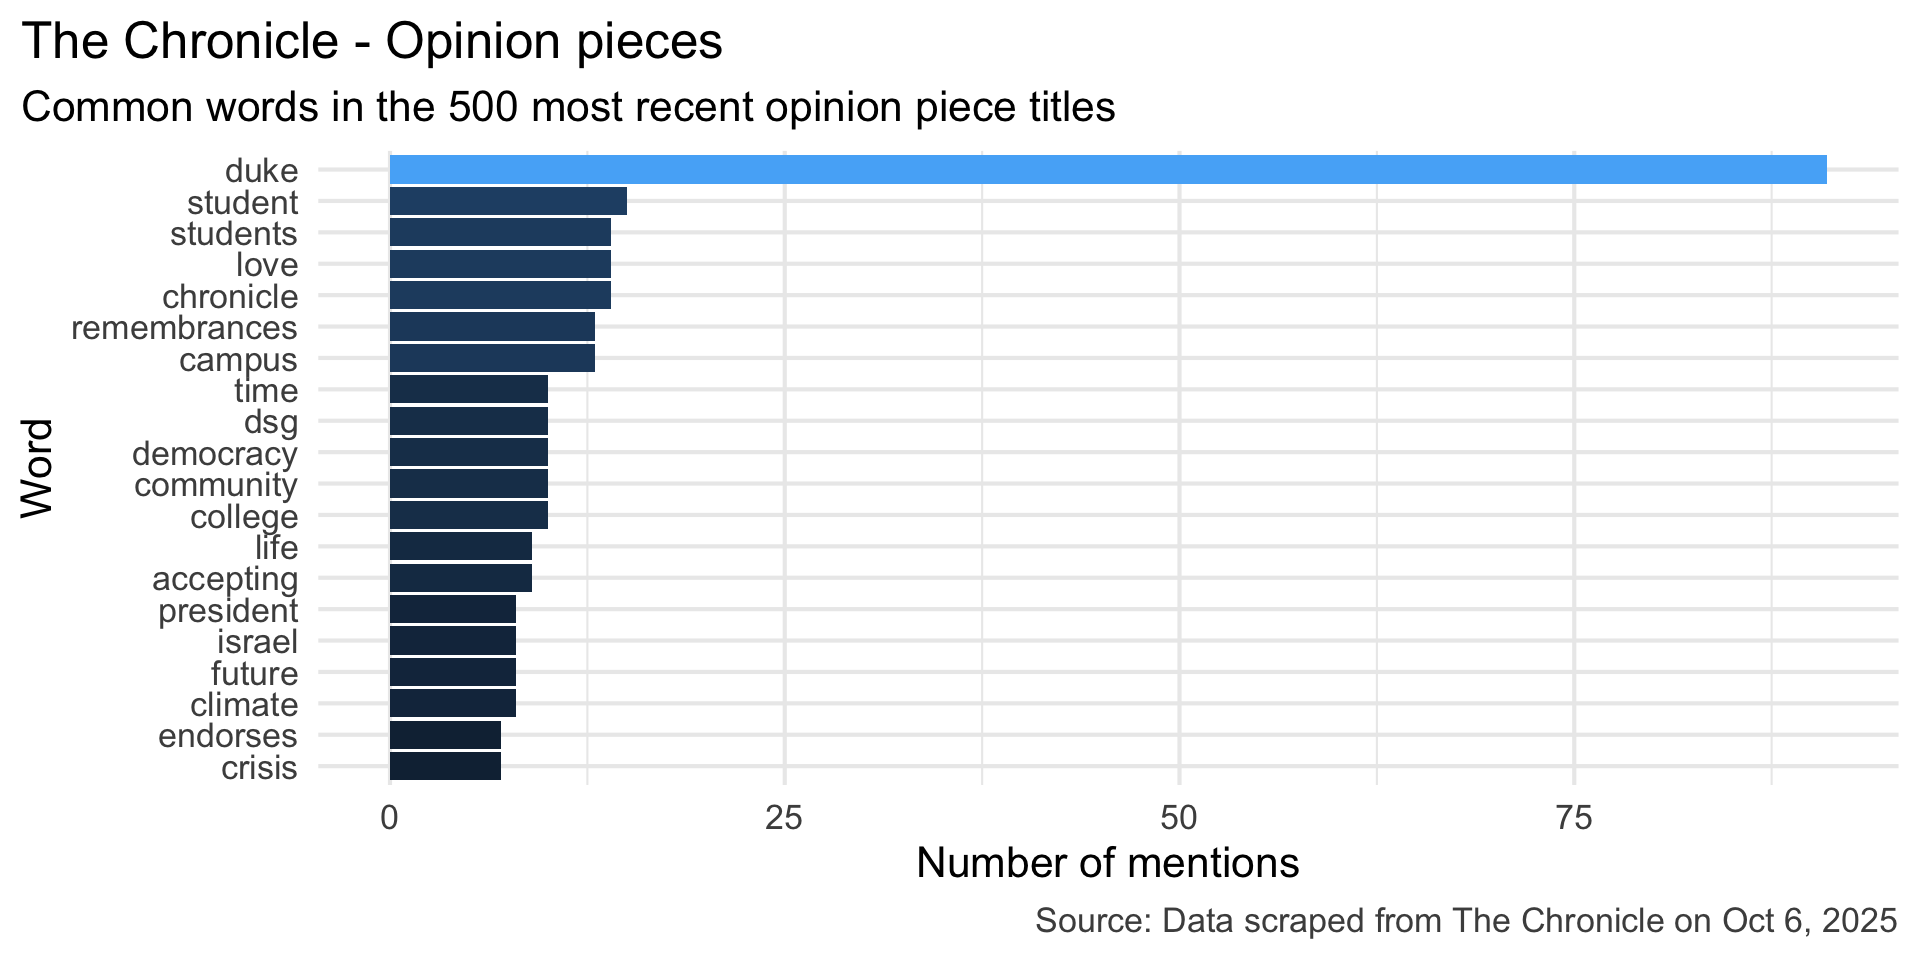 The Chronicle - Opinion pieces
Common words in the 500 most recent opinion piece titles
duke
student
students
love
chronicle
remembrances
campus
time
dsg
democracy
community
college
life
accepting
president
israel
future
climate
endorses
crisis
Word
0 25 50 75
Number of mentions
Source: Data scraped from The Chronicle on Oct 6, 2025